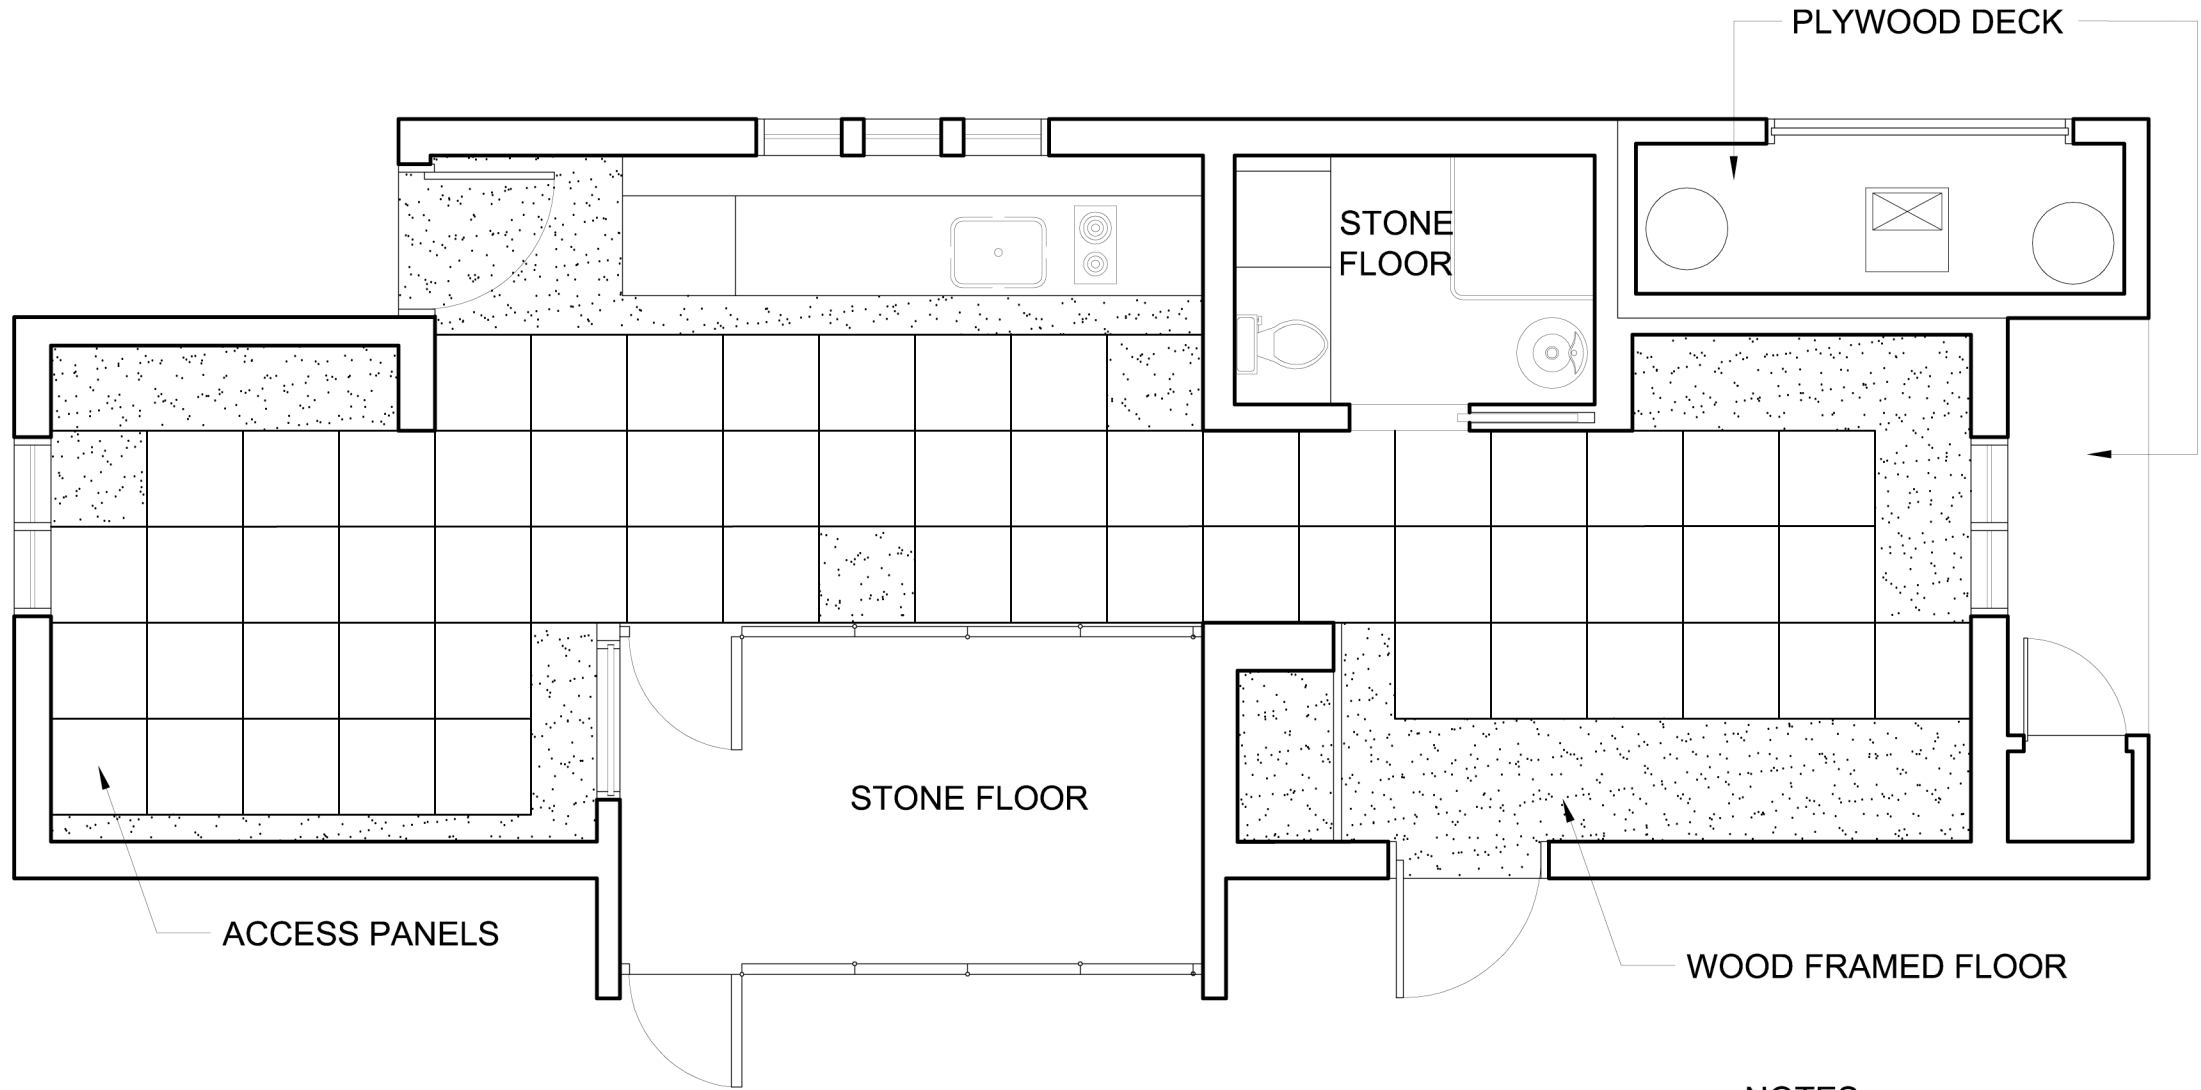 PLYWOOD DECK
STONE
FLOOR
STONE FLOOR
ACCESS PANELS
WOOD FRAMED FLOOR